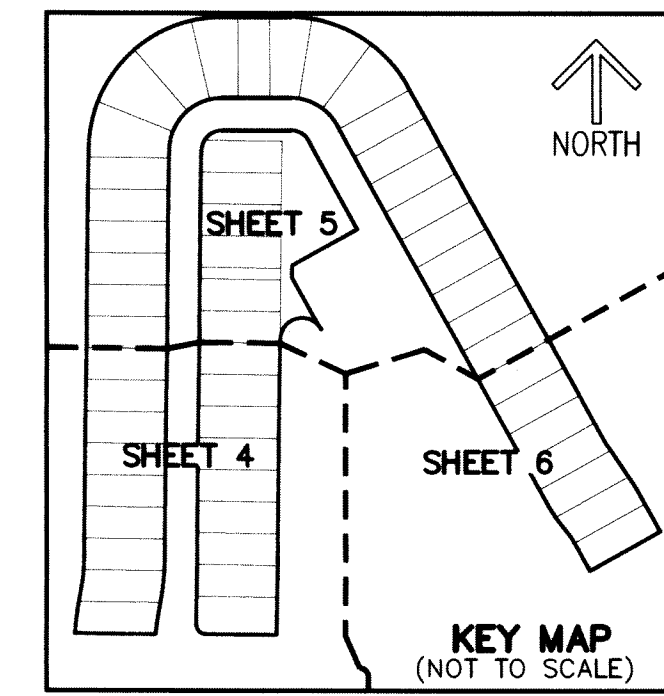 NORTH
SHEET 5
SHEET 4
SHEET 6
KEY MAP
(NOT TO SCALE)